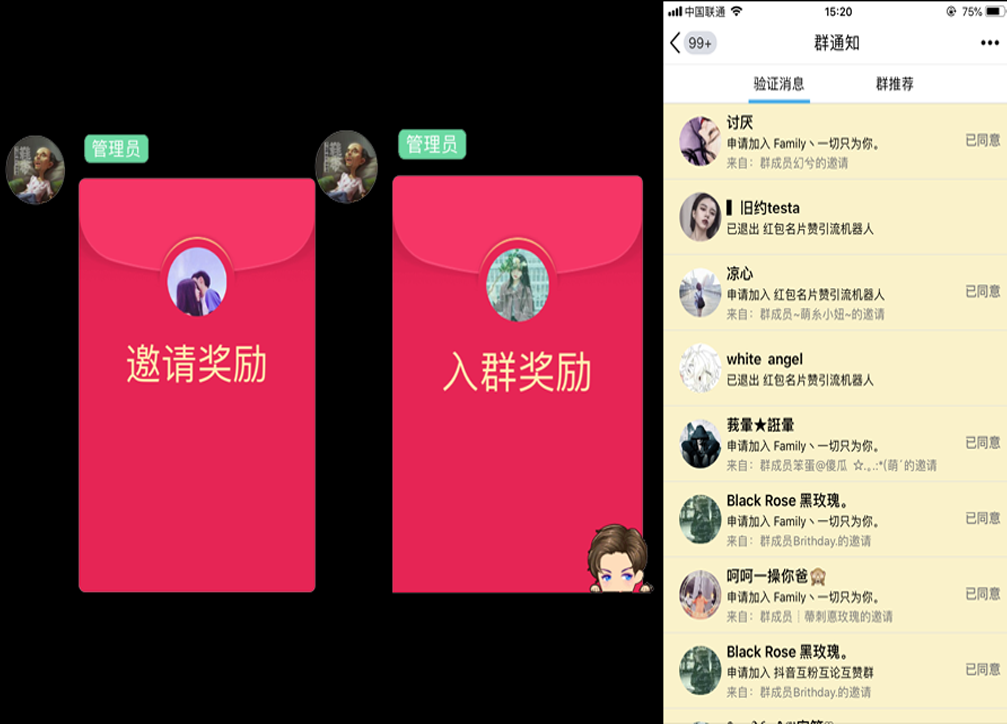 管理员
邀请奖励
管理员
入群奖励
中国联通
15:20
75%
99+
群通知
验证消息
群推荐
讨厌
申请加入 Family丶一切只为你。
来自：群成员幻兮的邀请
已同意
▌旧约testa
已退出 红包名片赞引流机器人
凉心
申请加入 红包名片赞引流机器人
来自：群成员~萌糸小妞~的邀请
已同意
white angel
已退出 红包名片赞引流机器人
莪暈★誑暈
申请加入 Family丶一切只为你。
来自：群成员笨蛋@傻瓜 ☆.｡.:*(萌´的邀请
已同意
Black Rose 黑玫瑰。
申请加入 Family丶一切只为你。
来自：群成员Brithday.的邀请
已同意
呵呵一操你爸🙈
申请加入 Family丶一切只为你。
来自：群成员｜蔕刺悪玫瑰的邀请
已同意
Black Rose 黑玫瑰。
申请加入 抖音互粉互论互赞群
来自：群成员Brithday.的邀请
已同意